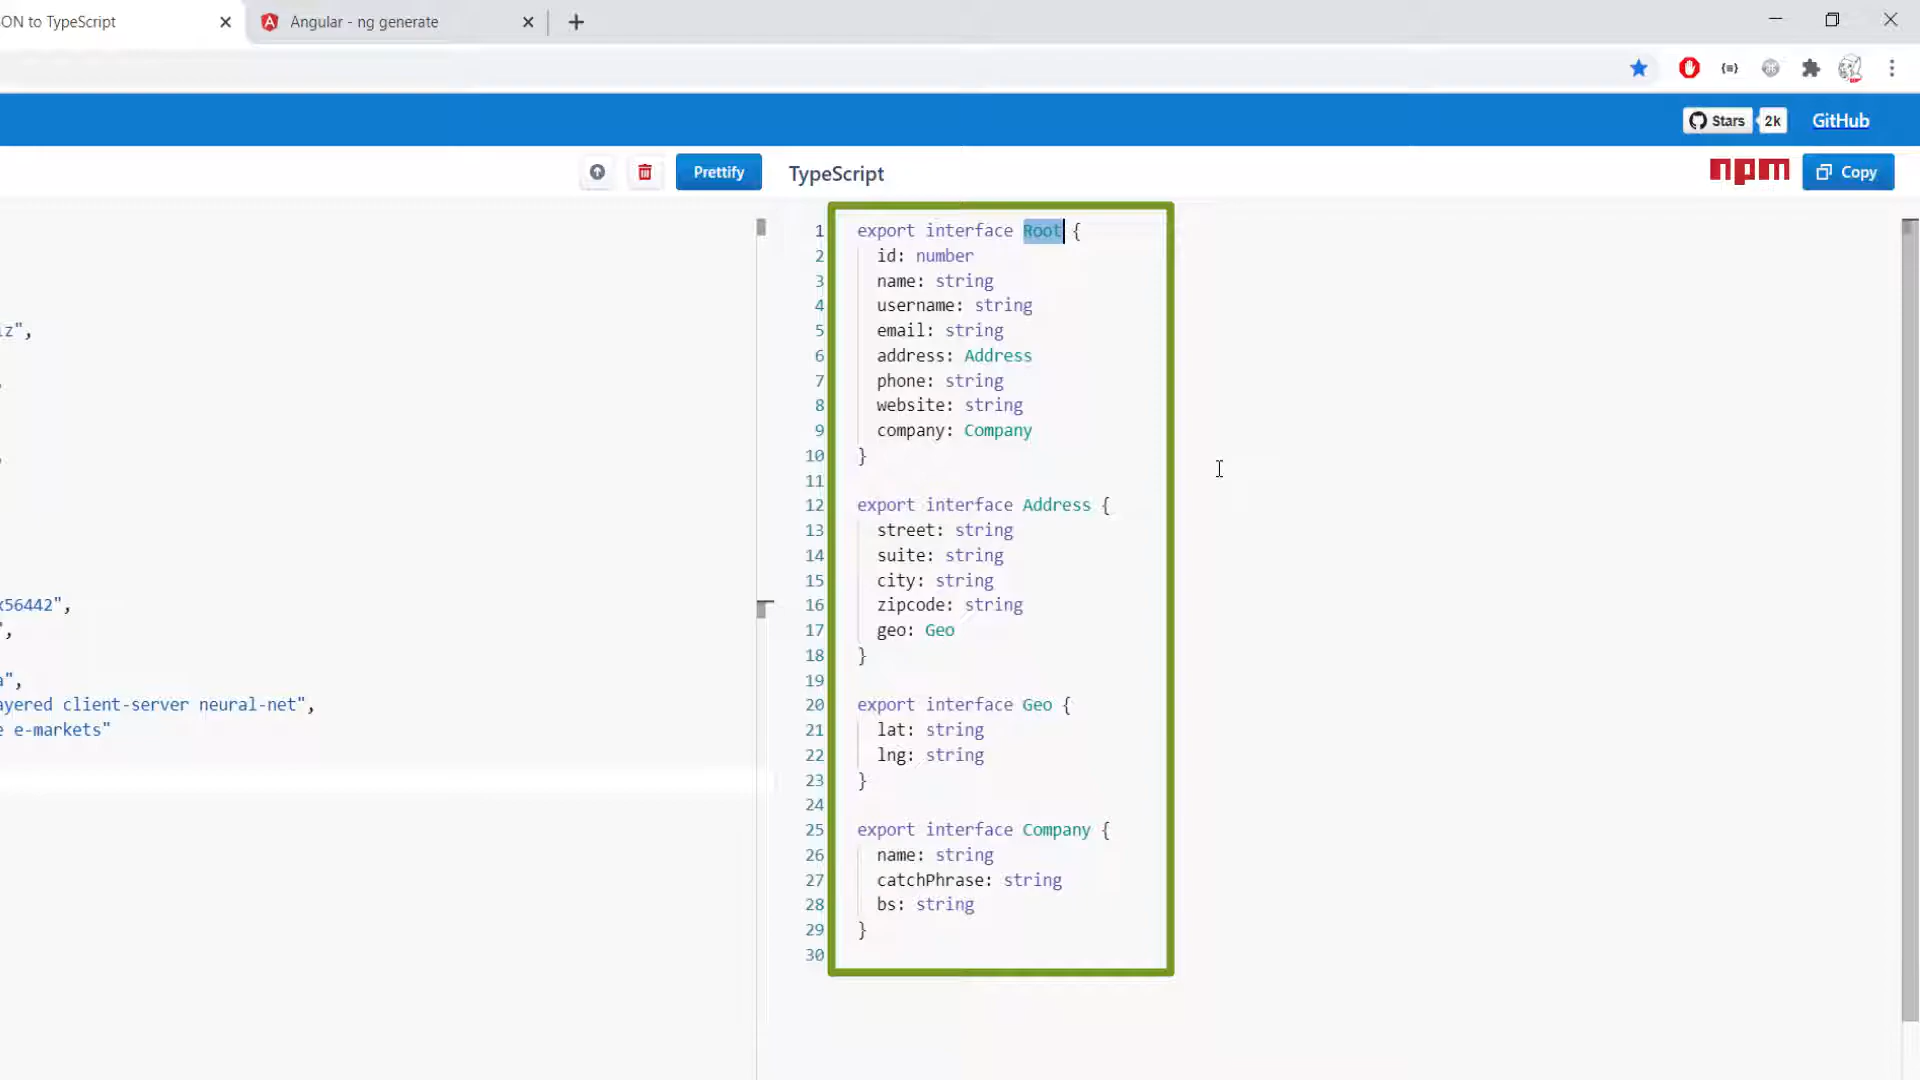 ON to TypeScript
Angular - ng generate
Stars
2k
GitHub
Prettify
TypeScript
npm
Copy
1 export interface Root {
2 id: number
3 name: string
4 username: string
5 email: string
6 address: Address
7 phone: string
8 website: string
9 company: Company
10 }
11
12 export interface Address {
13 street: string
14 suite: string
15 city: string
16 zipcode: string
17 geo: Geo
18 }
19
20 export interface Geo {
21 lat: string
22 lng: string
23 }
24
25 export interface Company {
26 name: string
27 catchPhrase: string
28 bs: string
29 }
30
iz",
,
,
x56442",
",
a",
ayered client-server neural-net",
e e-markets"